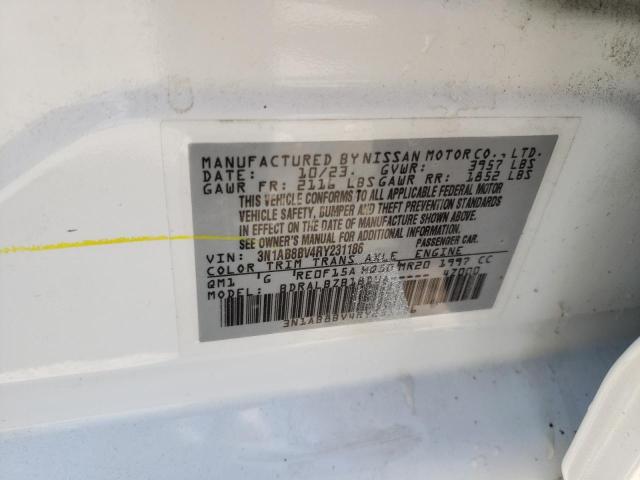 MANUFACTURED BY NISSAN MOTOR CO., LTD.
DATE: 10/23. GVWR: 3957 LBS
GAWR FR: 2116 LBS GAWR RR: 1852 LBS
THIS VEHICLE CONFORMS TO ALL APPLICABLE FEDERAL MOTOR
VEHICLE SAFETY, BUMPER AND THEFT PREVENTION STANDARDS
IN EFFECT ON THE DATE OF MANUFACTURE SHOWN ABOVE.
SEE OWNER'S MANUAL FOR ADDITIONAL INFORMATION.
VIN: 3N1AB8BV4RY231186 PASSENGER CAR.
COLOR TRIM TRANS AXLE ENGINE
QM1 G RE0F15A HQ50 MR20 1997 CC
4Z000